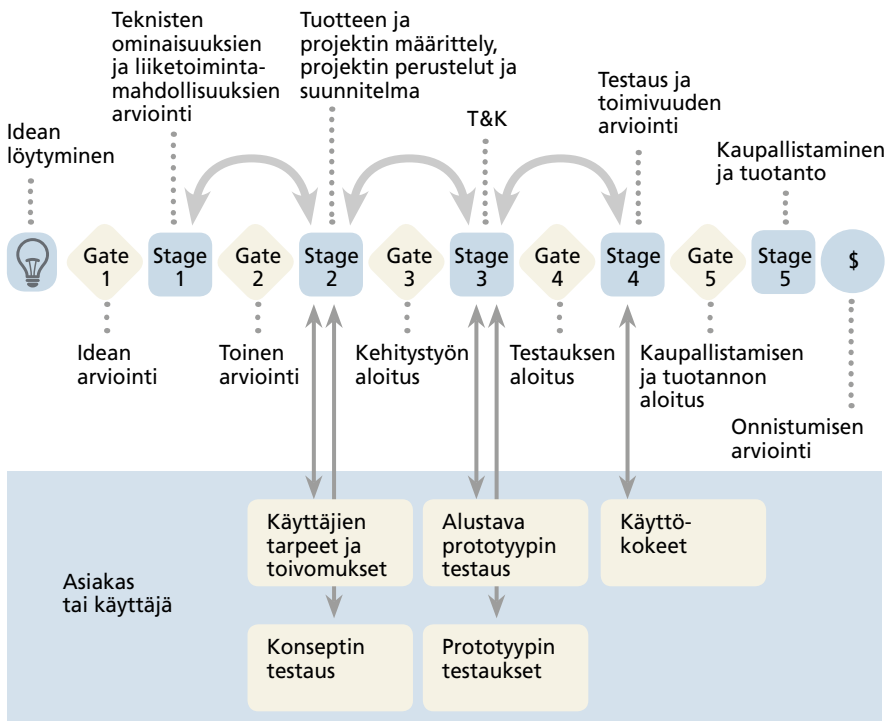 Teknisten
ominaisuuksien
ja liiketoiminta-
mahdollisuuksien
arviointi
Tuotteen ja
projektin määrittely,
projektin perustelut ja
suunnitelma
T&K
Testaus ja
toimivuuden
arviointi
Idean
löytyminen
Kaupallistaminen
ja tuotanto
Gate
1
Stage
1
Gate
2
Stage
2
Gate
3
Stage
3
Gate
4
Stage
4
Gate
5
Stage
5
$
Idean
arviointi
Toinen
arviointi
Kehitystyön
aloitus
Testauksen
aloitus
Kaupallistamisen
ja tuotannon
aloitus
Onnistumisen
arviointi
Asiakas
tai käyttäjä
Käyttäjien
tarpeet ja
toivomukset
Alustava
prototyypin
testaus
Käyttö-
kokeet
Konseptin
testaus
Prototyypin
testaukset